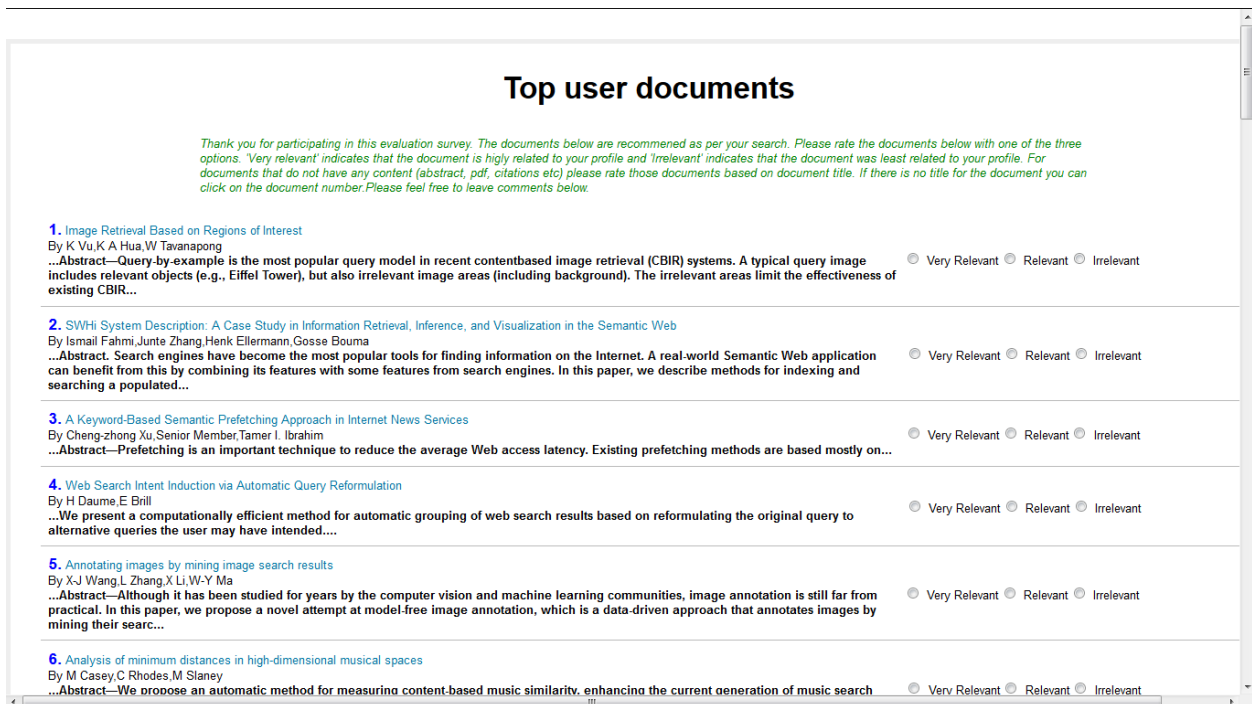 Top user documents
Thank you for participating in this evaluation survey. The documents below are recommened as per your search. Please rate the documents below with one of the three
options. 'Very relevant' indicates that the document is higly related to your profile and 'Irrelevant' indicates that the document was least related to your profile. For
documents that do not have any content (abstract, pdf, citations etc) please rate those documents based on document title. If there is no title for the document you can
click on the document number.Please feel free to leave comments below.
1. Image Retrieval Based on Regions of Interest
By K Vu,K A Hua,W Tavanapong
...Abstract—Query-by-example is the most popular query model in recent contentbased image retrieval (CBIR) systems. A typical query image
includes relevant objects (e.g., Eiffel Tower), but also irrelevant image areas (including background). The irrelevant areas limit the effectiveness of
existing CBIR...
Very Relevant Relevant Irrelevant
2. SWHi System Description: A Case Study in Information Retrieval, Inference, and Visualization in the Semantic Web
By Ismail Fahmi,Junte Zhang,Henk Ellermann,Gosse Bouma
...Abstract. Search engines have become the most popular tools for finding information on the Internet. A real-world Semantic Web application
can benefit from this by combining its features with some features from search engines. In this paper, we describe methods for indexing and
searching a populated...
Very Relevant Relevant Irrelevant
3. A Keyword-Based Semantic Prefetching Approach in Internet News Services
By Cheng-zhong Xu,Senior Member,Tamer I. Ibrahim
...Abstract—Prefetching is an important technique to reduce the average Web access latency. Existing prefetching methods are based mostly on...
Very Relevant Relevant Irrelevant
4. Web Search Intent Induction via Automatic Query Reformulation
By H Daume,E Brill
...We present a computationally efficient method for automatic grouping of web search results based on reformulating the original query to
alternative queries the user may have intended....
Very Relevant Relevant Irrelevant
5. Annotating images by mining image search results
By X-J Wang,L Zhang,X Li,W-Y Ma
...Abstract—Although it has been studied for years by the computer vision and machine learning communities, image annotation is still far from
practical. In this paper, we propose a novel attempt at model-free image annotation, which is a data-driven approach that annotates images by
mining their searc...
Very Relevant Relevant Irrelevant
6. Analysis of minimum distances in high-dimensional musical spaces
By M Casey,C Rhodes,M Slaney
...Abstract—We propose an automatic method for measuring content-based music similarity, enhancing the current generation of music search
Very Relevant Relevant Irrelevant